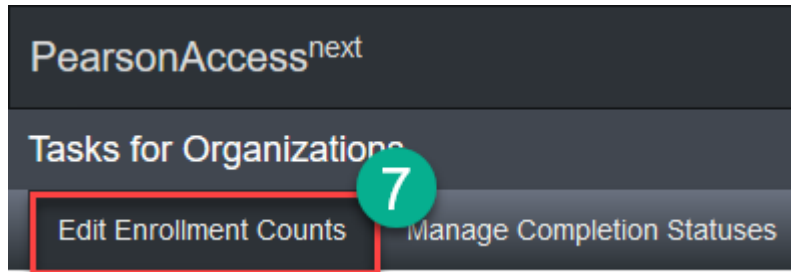 PearsonAccessnext
Tasks for Organizations
7
Edit Enrollment Counts Manage Completion Statuses